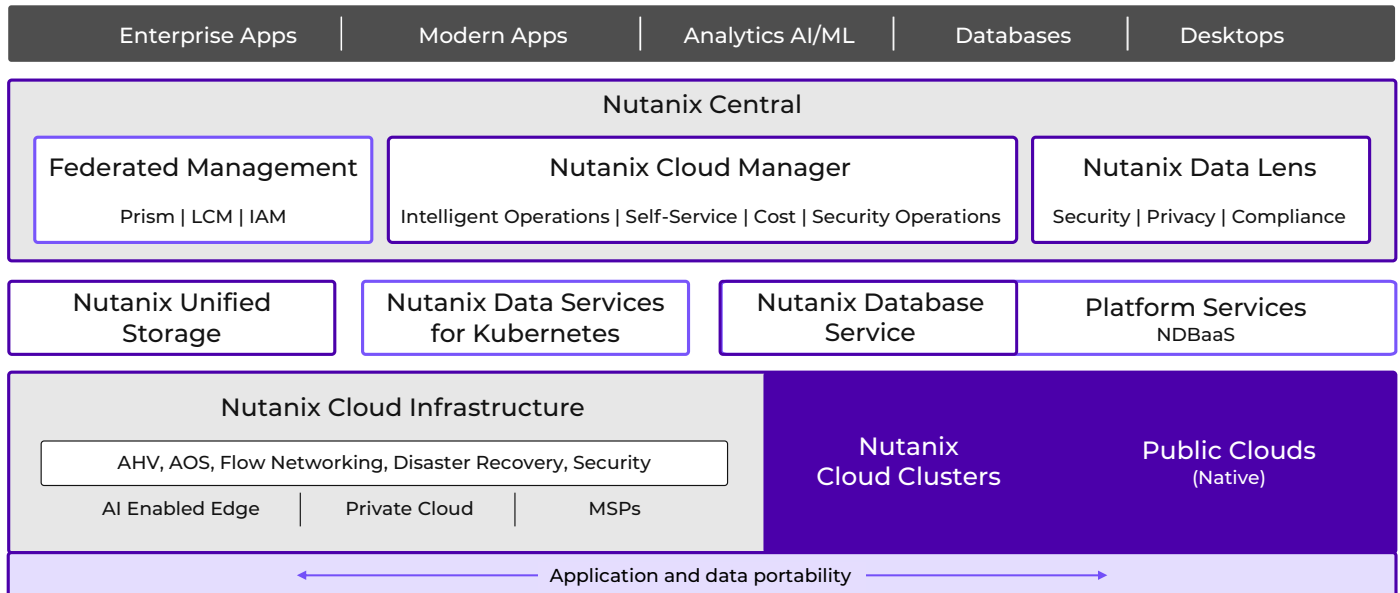 Enterprise Apps | Modern Apps | Analytics AI/ML | Databases | Desktops
Nutanix Central
Federated Management
Prism | LCM | IAM
Nutanix Cloud Manager
Intelligent Operations | Self-Service | Cost | Security Operations
Nutanix Data Lens
Security | Privacy | Compliance
Nutanix Unified
Storage
Nutanix Data Services
for Kubernetes
Nutanix Database
Service
Platform Services
NDBaaS
Nutanix Cloud Infrastructure
AHV, AOS, Flow Networking, Disaster Recovery, Security
AI Enabled Edge | Private Cloud | MSPs
Nutanix
Cloud Clusters
Public Clouds
(Native)
Application and data portability